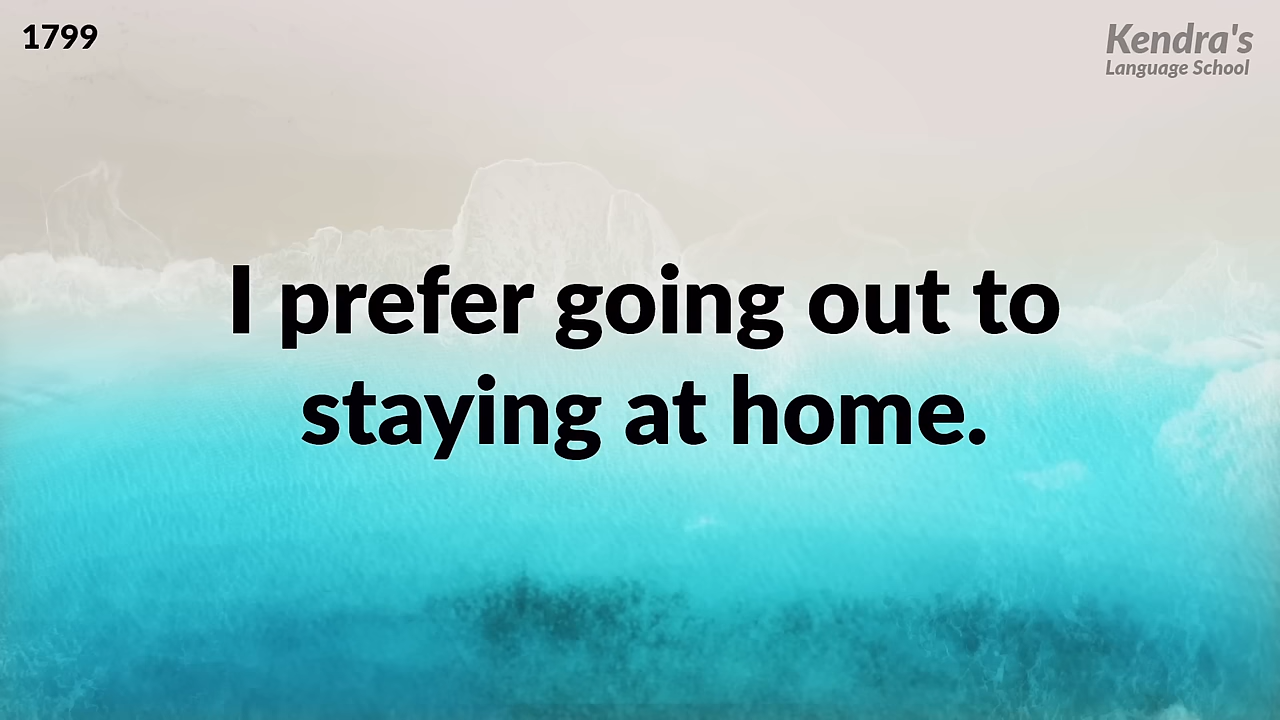 1799
Kendra's
Language School
I prefer going out to
staying at home.